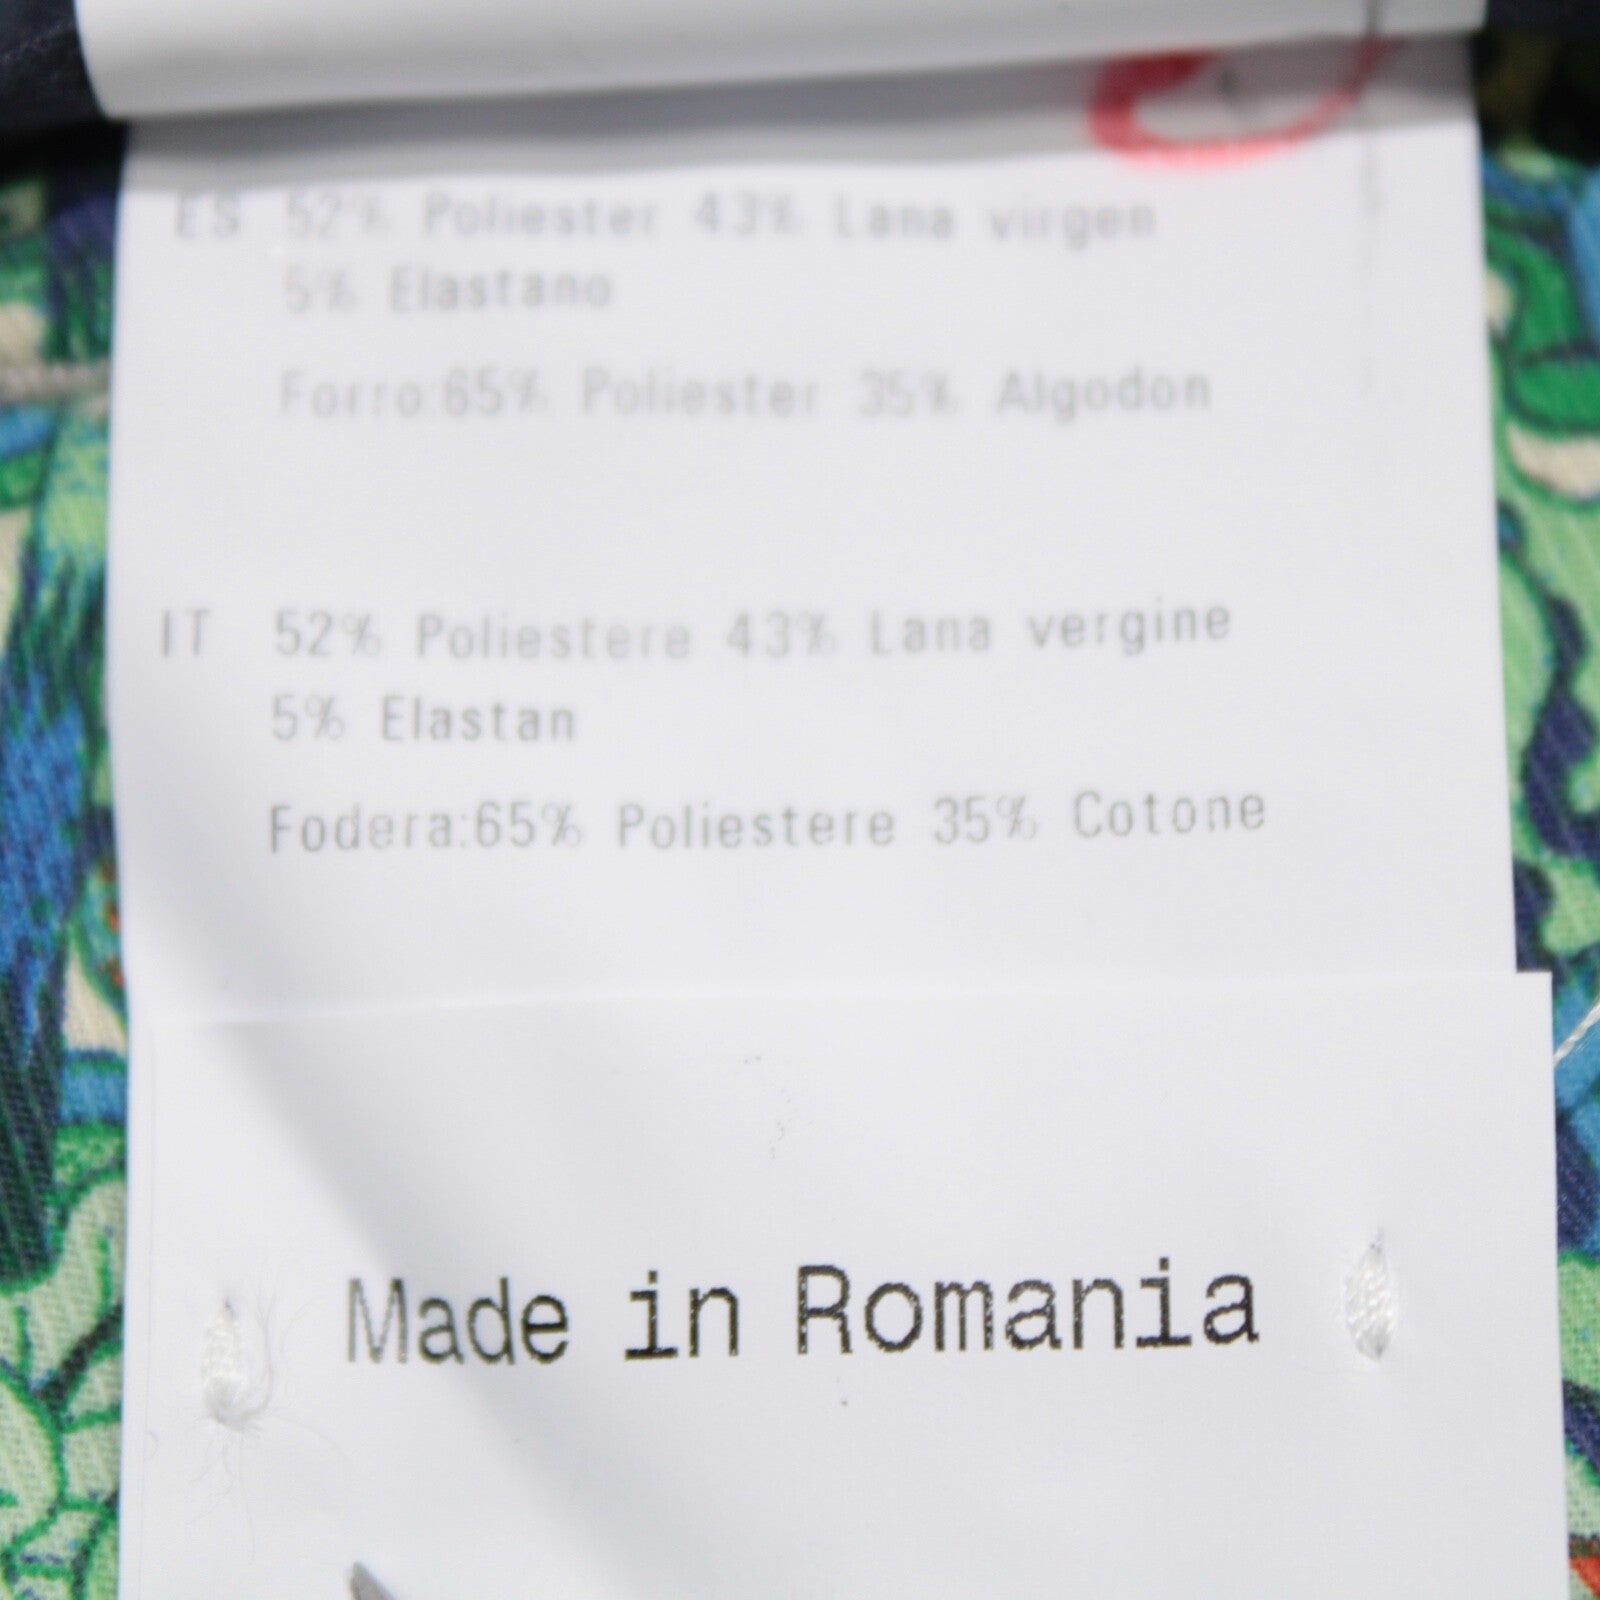 ES 52% Poliester 43% Lana virgen
5% Elastano
Forro:65% Poliester 35% Algodon
IT 52% Poliestere 43% Lana vergine
5% Elastan
Fodera:65% Poliestere 35% Cotone
Made in Romania